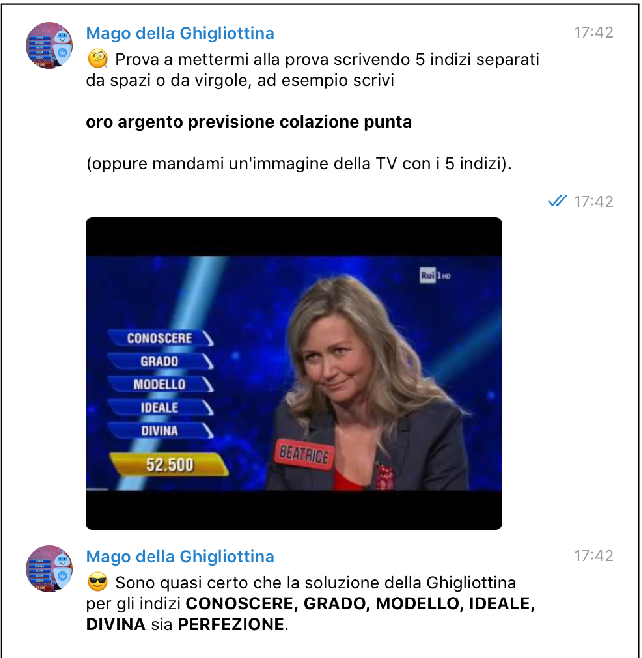 Mago della Ghigliottina 17:42
🧐 Prova a mettermi alla prova scrivendo 5 indizi separati
da spazi o da virgole, ad esempio scrivi
oro argento previsione colazione punta
(oppure mandami un'immagine della TV con i 5 indizi).
17:42
Rai 1 HD
CONOSCERE
GRADO
MODELLO
IDEALE
DIVINA
52.500
BEATRICE
Mago della Ghigliottina 17:42
😎 Sono quasi certo che la soluzione della Ghigliottina
per gli indizi CONOSCERE, GRADO, MODELLO, IDEALE,
DIVINA sia PERFEZIONE.